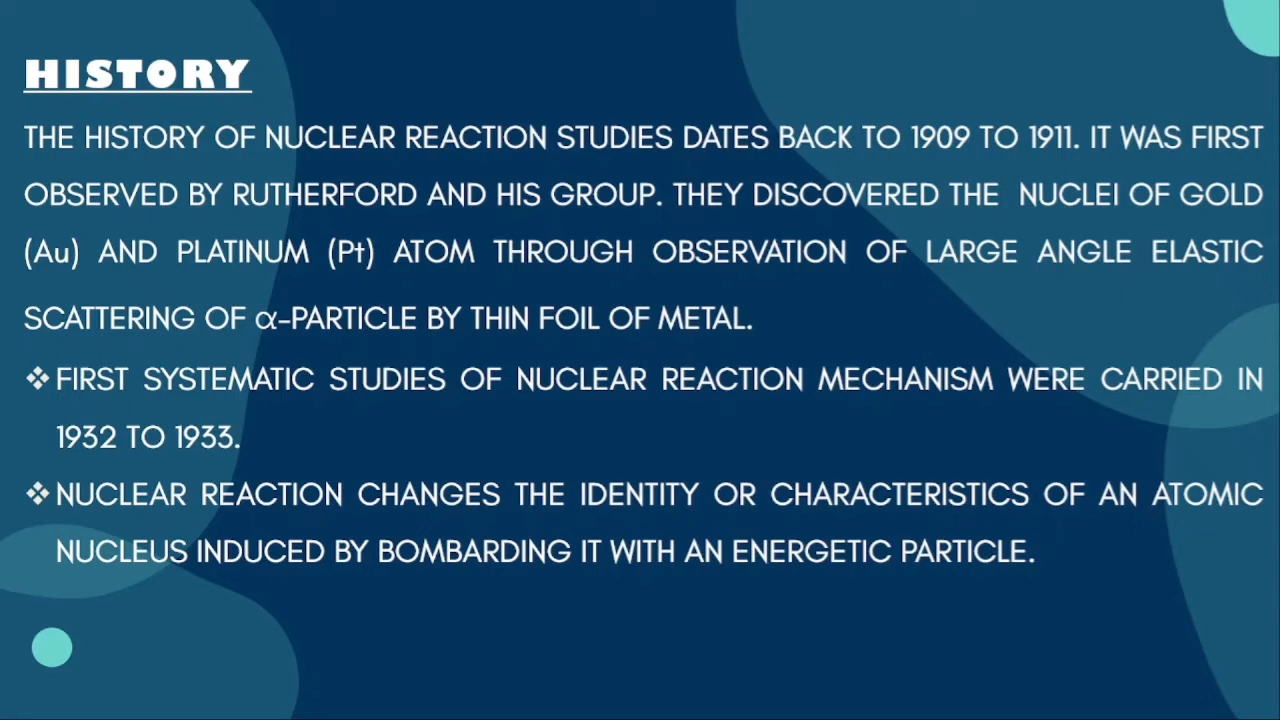 HISTORY
THE HISTORY OF NUCLEAR REACTION STUDIES DATES BACK TO 1909 TO 1911. IT WAS FIRST
OBSERVED BY RUTHERFORD AND HIS GROUP. THEY DISCOVERED THE NUCLEI OF GOLD
(Au) AND PLATINUM (Pt) ATOM THROUGH OBSERVATION OF LARGE ANGLE ELASTIC
SCATTERING OF α-PARTICLE BY THIN FOIL OF METAL.
❖ FIRST SYSTEMATIC STUDIES OF NUCLEAR REACTION MECHANISM WERE CARRIED IN
1932 TO 1933.
❖ NUCLEAR REACTION CHANGES THE IDENTITY OR CHARACTERISTICS OF AN ATOMIC
NUCLEUS INDUCED BY BOMBARDING IT WITH AN ENERGETIC PARTICLE.